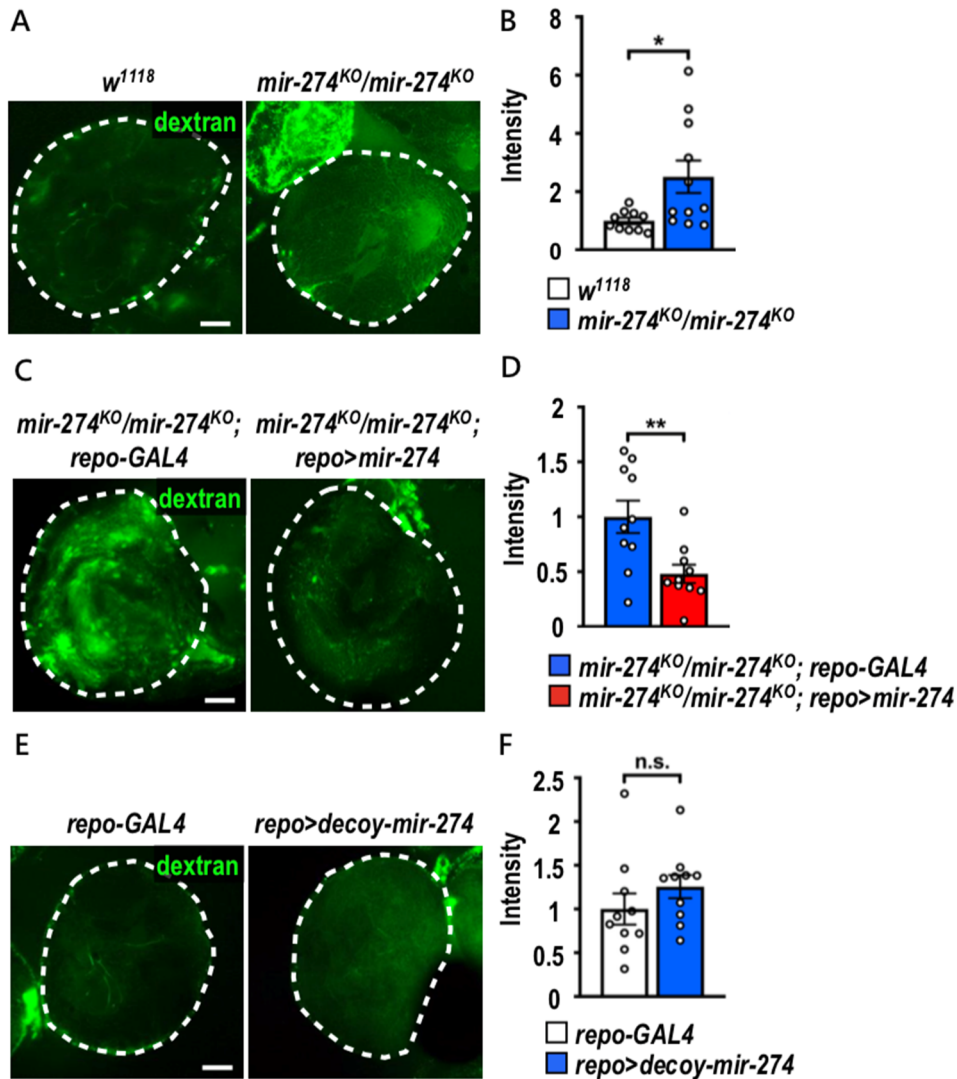 A
w1118
mir-274KO/mir-274KO
dextran
B
Intensity
8
6
4
2
0
*
w1118
mir-274KO/mir-274KO
C
mir-274KO/mir-274KO;
repo-GAL4
mir-274KO/mir-274KO;
repo>mir-274
dextran
D
Intensity
2
1.5
1
0.5
0
**
mir-274KO/mir-274KO; repo-GAL4
mir-274KO/mir-274KO; repo>mir-274
E
repo-GAL4
repo>decoy-mir-274
dextran
F
Intensity
2.5
2
1.5
1
0.5
0
n.s.
repo-GAL4
repo>decoy-mir-274